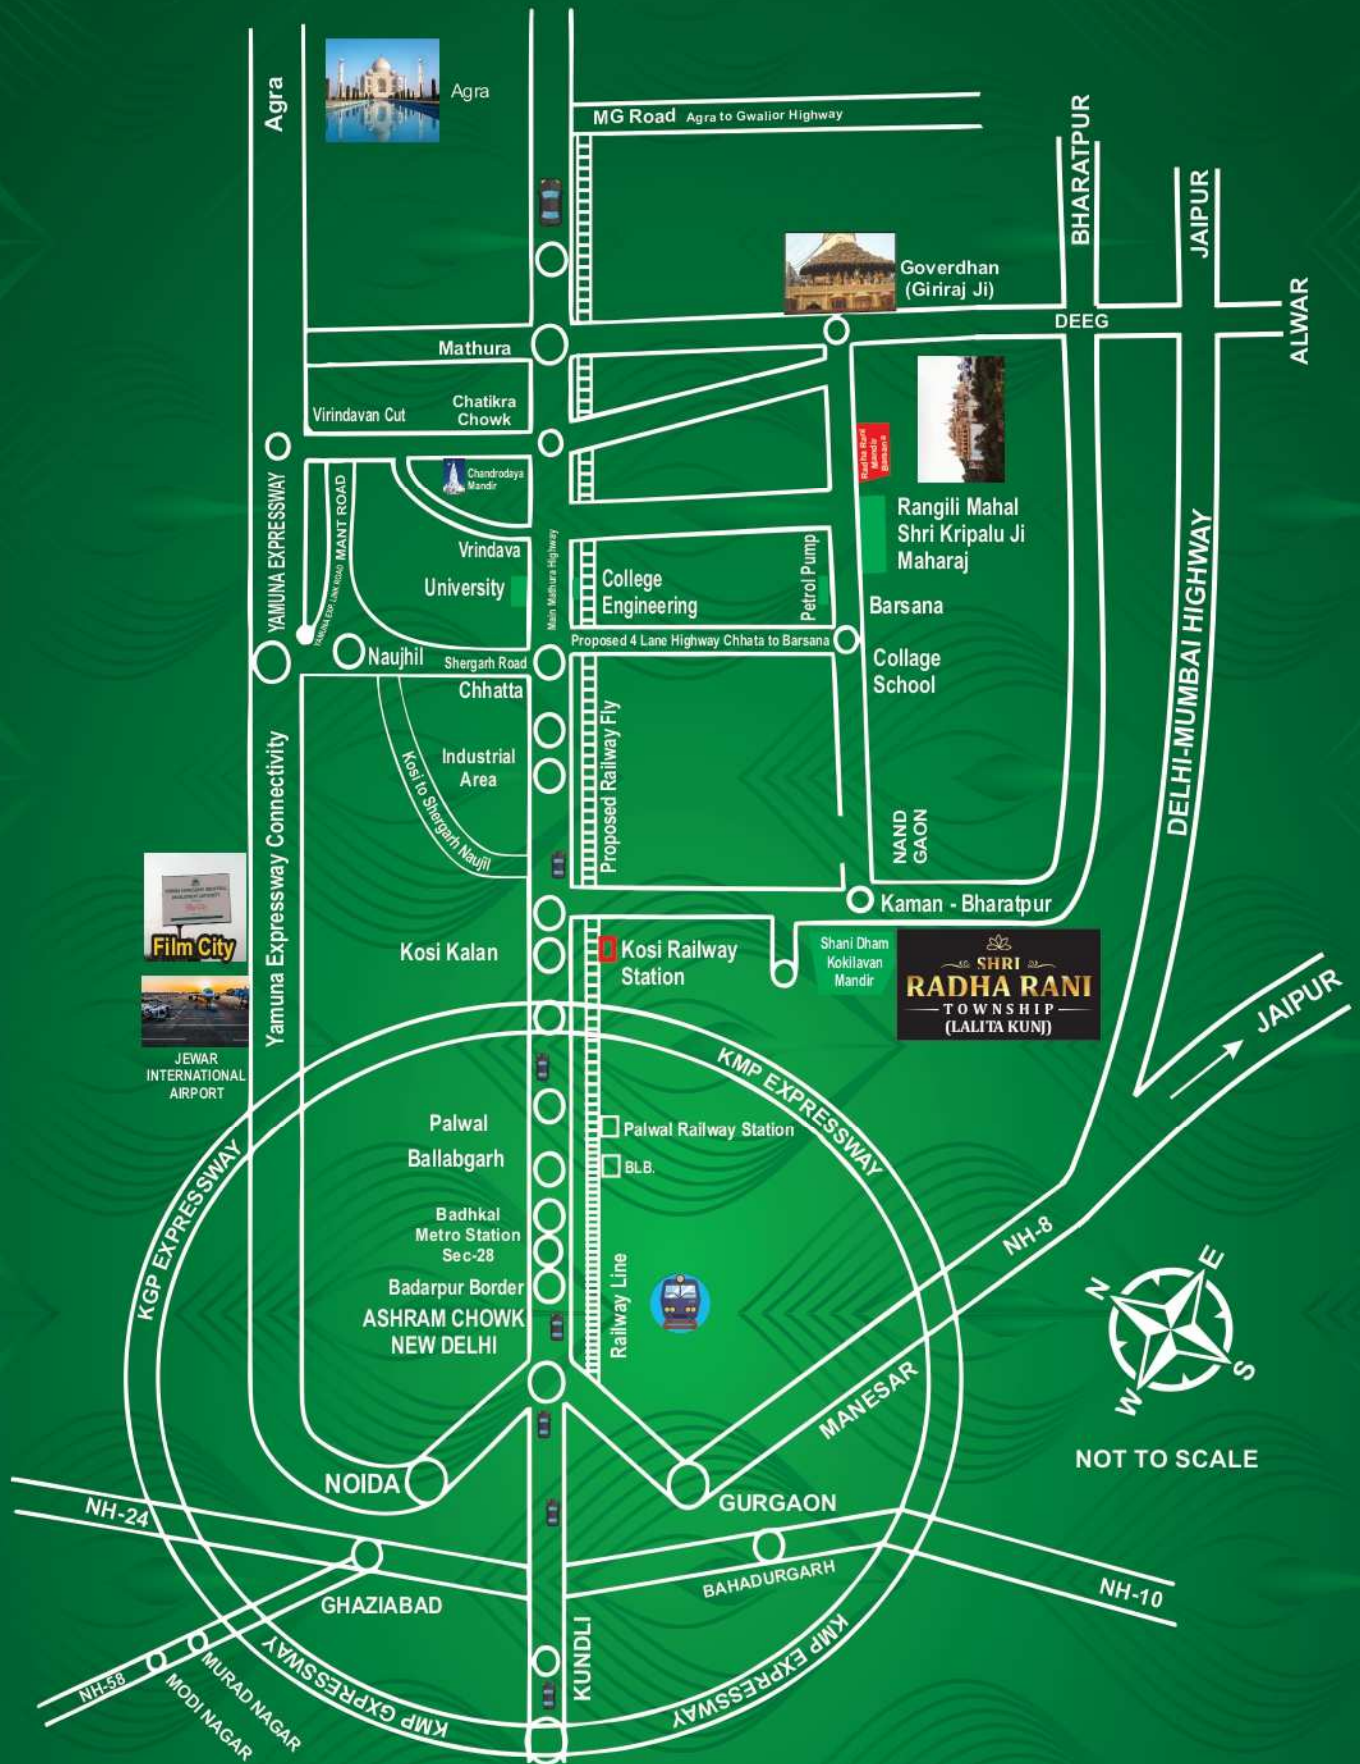 Agra
Agra
MG Road Agra to Gwalior Highway
BHARATPUR
JAIPUR
Goverdhan
(Giriraj Ji)
DEEG
ALWAR
Mathura
Virindavan Cut
Chatikra
Chowk
Radha Rani
Mandir
Barsana
Chandrodaya
Mandir
YAMUNA EXPRESSWAY
MANT ROAD
YAMUNA EXP. LINK ROAD
Vrindava
University
Main Mathura Highway
College
Engineering
Petrol Pump
Rangili Mahal
Shri Kripalu Ji
Maharaj
Barsana
DELHI-MUMBAI HIGHWAY
Proposed 4 Lane Highway Chhata to Barsana
Naujhil
Shergarh Road
Chhatta
Collage
School
Yamuna Expressway Connectivity
Industrial
Area
Kosi to Shergarh Naujil
Proposed Railway Fly
NAND
GAON
Kaman - Bharatpur
Film City
Kosi Kalan
Kosi Railway
Station
Shani Dham
Kokilavan
Mandir
SHRI
RADHA RANI
TOWNSHIP
(LALITA KUNJ)
JEWAR
INTERNATIONAL
AIRPORT
JAIPUR
KMP EXPRESSWAY
Palwal
Palwal Railway Station
Ballabgarh
BLB.
KGP EXPRESSWAY
Badhkal
Metro Station
Sec-28
Badarpur Border
ASHRAM CHOWK
NEW DELHI
Railway Line
NH-8
N
E
S
W
MANESAR
NOT TO SCALE
NOIDA
GURGAON
NH-24
GHAZIABAD
BAHADURGARH
NH-10
KUNDLI
KMP GXPRESSWAY
KMP EXPRESSWAY
NH-58
MURAD NAGAR
MODI NAGAR